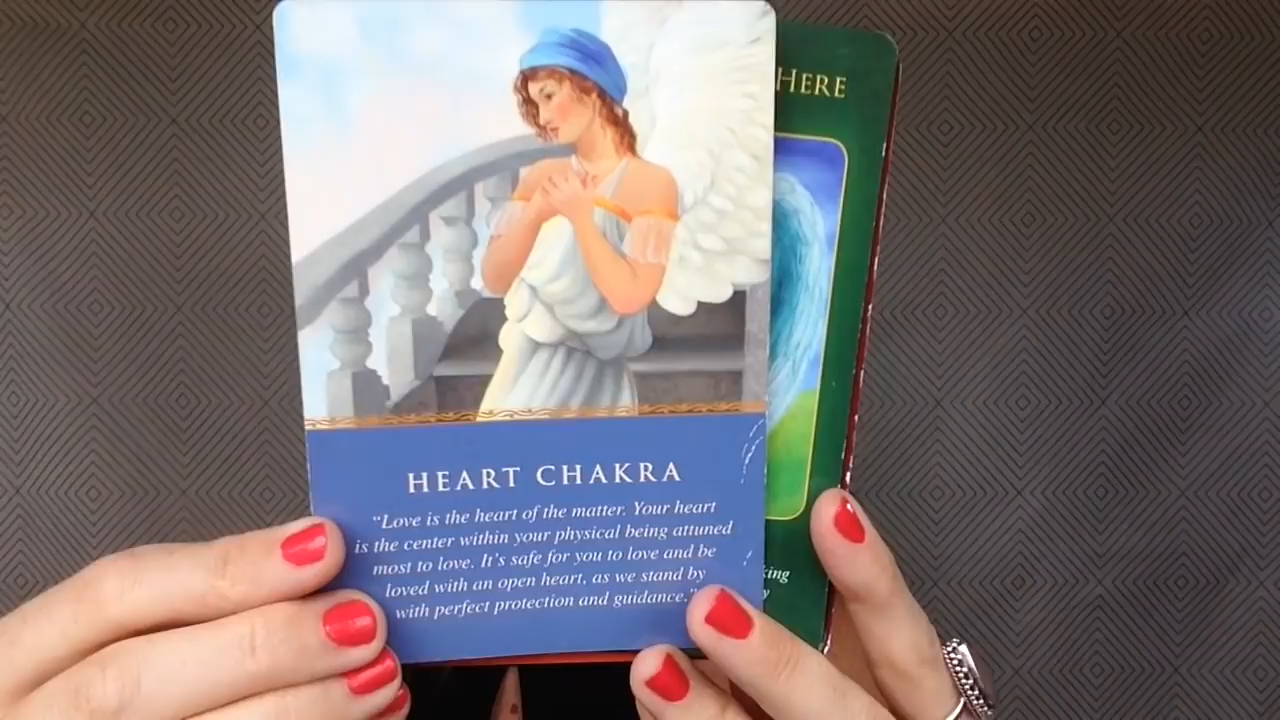 HERE
HEART CHAKRA
“Love is the heart of the matter. Your heart
is the center within your physical being attuned
most to love. It’s safe for you to love and be
loved with an open heart, as we stand by
with perfect protection and guidance.”